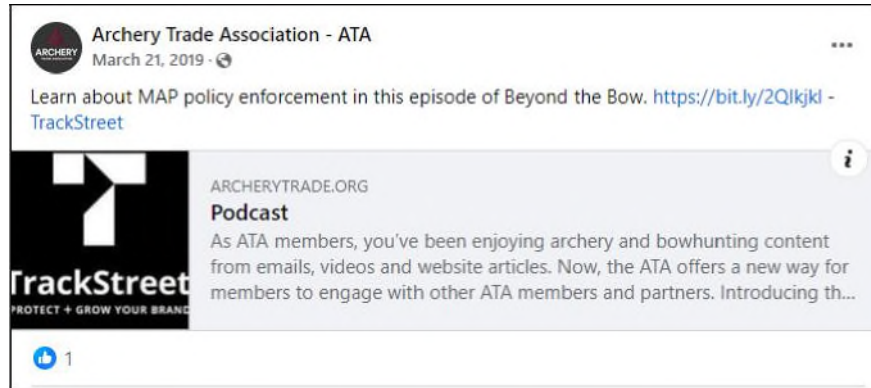 Archery Trade Association - ATA
March 21, 2019 ·
Learn about MAP policy enforcement in this episode of Beyond the Bow. https://bit.ly/2QIkjkl -
TrackStreet
ARCHERY
TrackStreet
PROTECT + GROW YOUR BRAND
ARCHERYTRADE.ORG
Podcast
As ATA members, you've been enjoying archery and bowhunting content
from emails, videos and website articles. Now, the ATA offers a new way for
members to engage with other ATA members and partners. Introducing th...
1